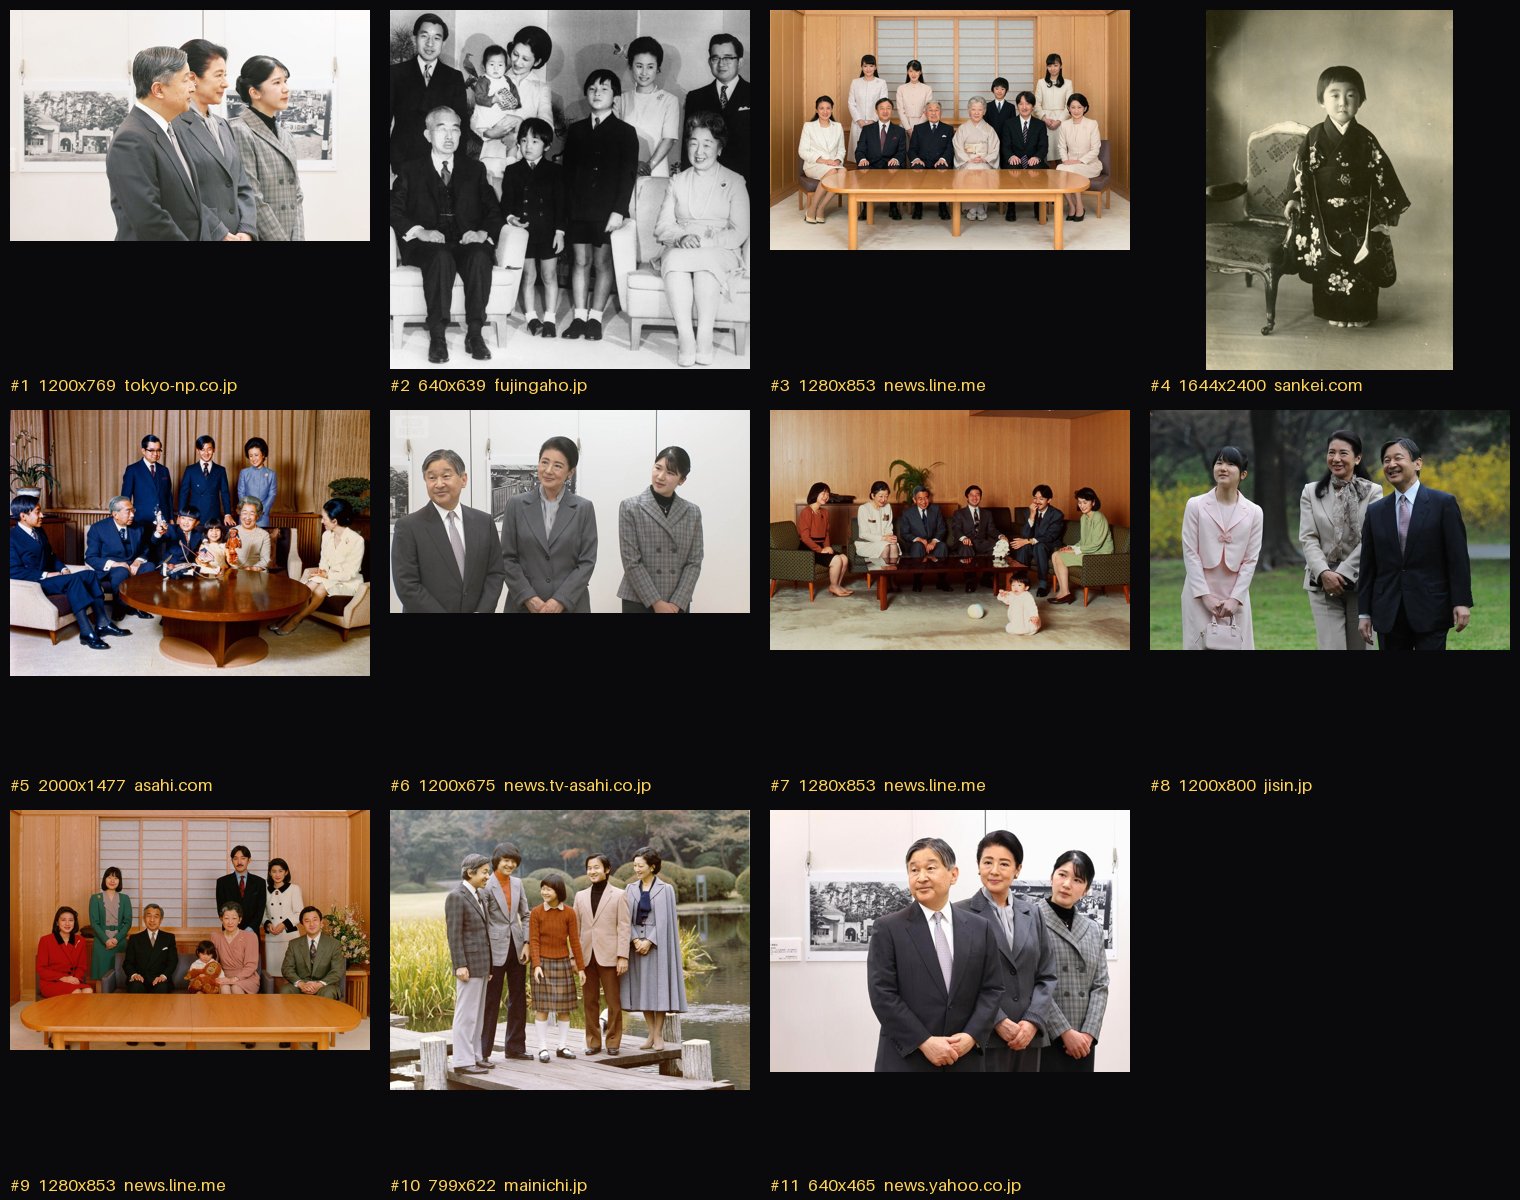 #1 1200x769 tokyo-np.co.jp
#2 640x639 fujingaho.jp
#3 1280x853 news.line.me
#4 1644x2400 sankei.com
#5 2000x1477 asahi.com
#6 1200x675 news.tv-asahi.co.jp
#7 1280x853 news.line.me
#8 1200x800 jisin.jp
#9 1280x853 news.line.me
#10 799x622 mainichi.jp
#11 640x465 news.yahoo.co.jp